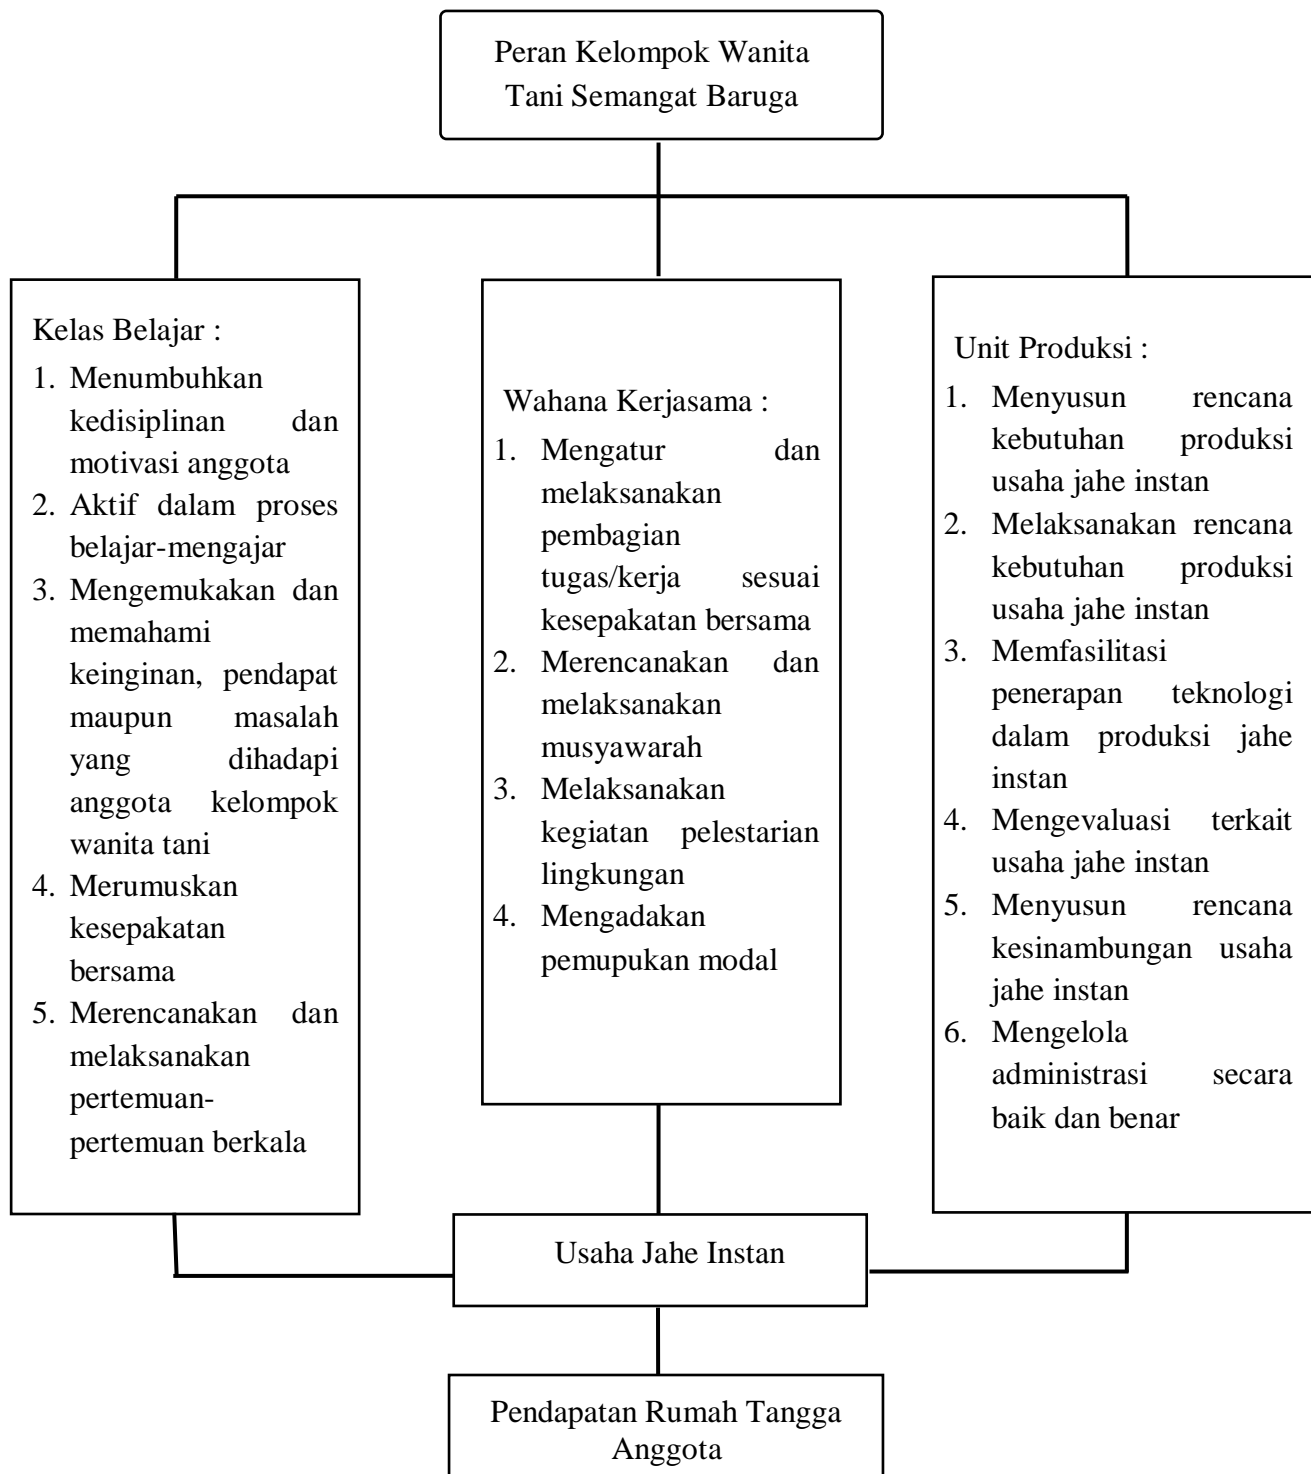 Peran Kelompok Wanita
Tani Semangat Baruga
Kelas Belajar :
1. Menumbuhkan
kedisiplinan dan
motivasi anggota
2. Aktif dalam proses
belajar-mengajar
3. Mengemukakan dan
memahami
keinginan, pendapat
maupun masalah
yang dihadapi
anggota kelompok
wanita tani
4. Merumuskan
kesepakatan
bersama
5. Merencanakan dan
melaksanakan
pertemuan-
pertemuan berkala
Wahana Kerjasama :
1. Mengatur dan
melaksanakan
pembagian
tugas/kerja sesuai
kesepakatan bersama
2. Merencanakan dan
melaksanakan
musyawarah
3. Melaksanakan
kegiatan pelestarian
lingkungan
4. Mengadakan
pemupukan modal
Unit Produksi :
1. Menyusun rencana
kebutuhan produksi
usaha jahe instan
2. Melaksanakan rencana
kebutuhan produksi
usaha jahe instan
3. Memfasilitasi
penerapan teknologi
dalam produksi jahe
instan
4. Mengevaluasi terkait
usaha jahe instan
5. Menyusun rencana
kesinambungan usaha
jahe instan
6. Mengelola
administrasi secara
baik dan benar
Usaha Jahe Instan
Pendapatan Rumah Tangga
Anggota